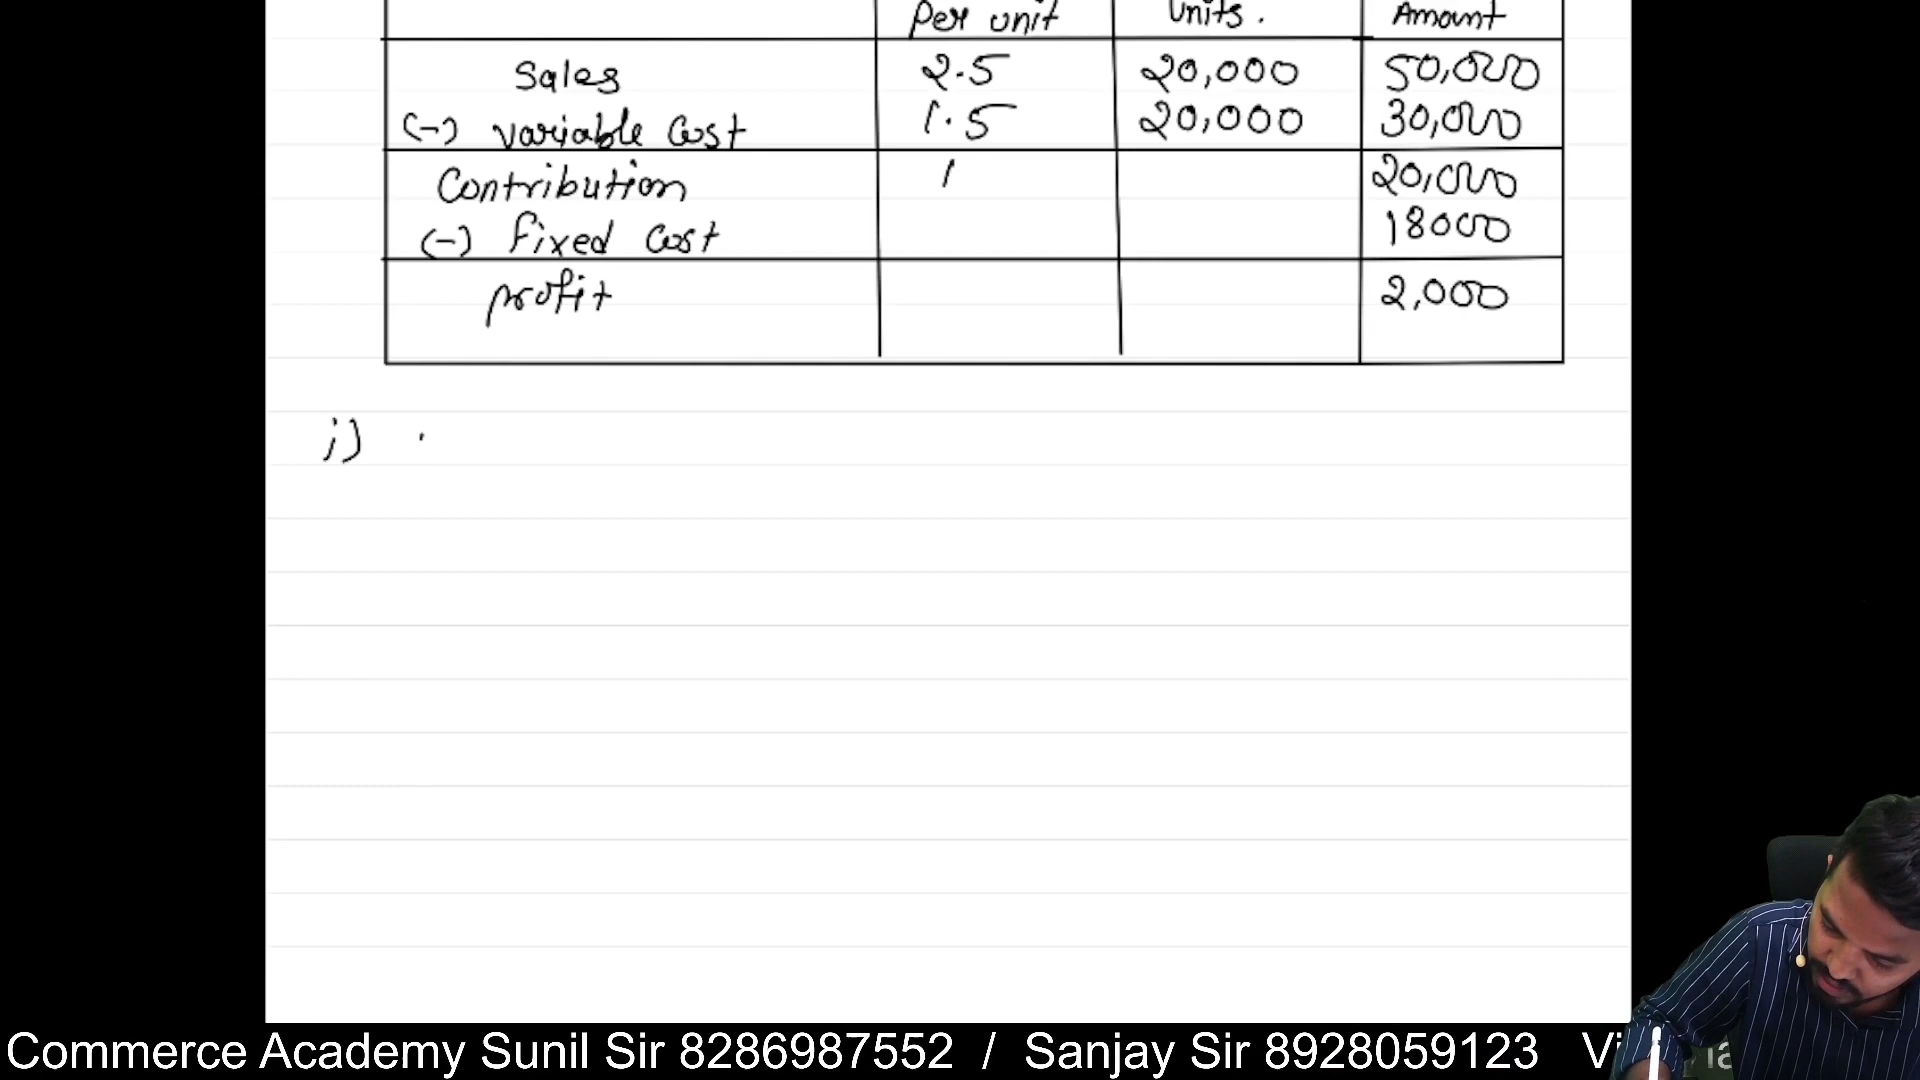 Per unit Units. Amount
Sales 2.5 20,000 50,000
(-) Variable Cost 1.5 20,000 30,000
Contribution 1 20,000
(-) Fixed Cost 18000
profit 2,000
i)
Commerce Academy Sunil Sir 8286987552 / Sanjay Sir 8928059123